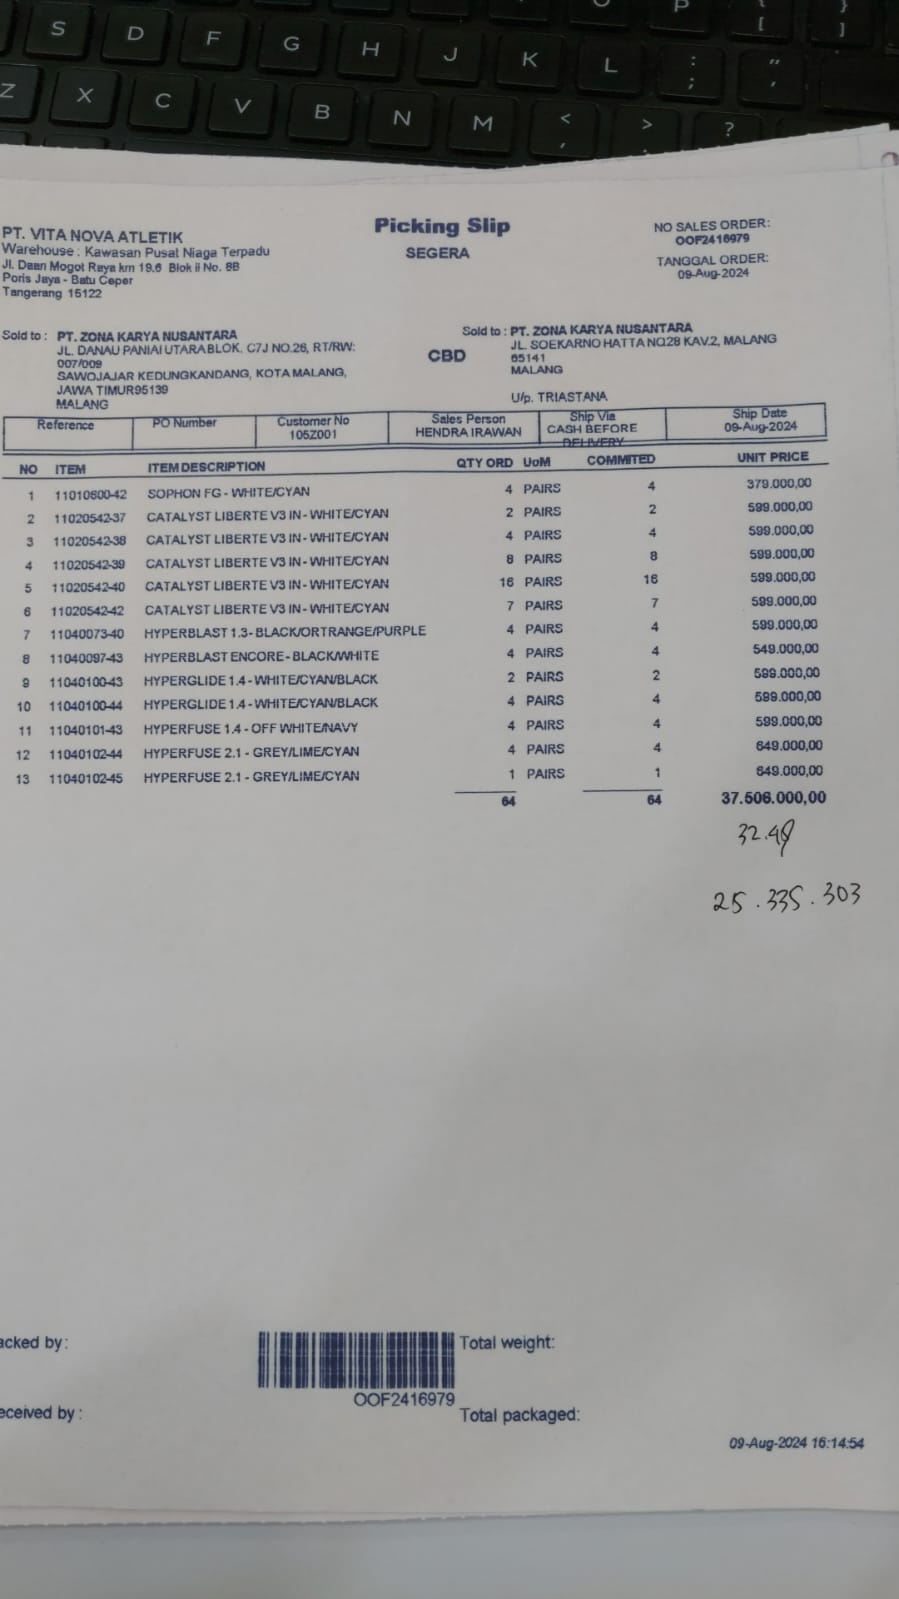 S D F G H J K L : ; " '
Z X C V B N M < , > . ? P { [ } ]
PT. VITA NOVA ATLETIK
Warehouse : Kawasan Pusat Niaga Terpadu
Jl. Daan Mogot Raya km 19.6 Blok ii No. 8B
Poris Jaya - Batu Ceper
Tangerang 15122
Picking Slip
SEGERA
NO SALES ORDER:
OOF2416979
TANGGAL ORDER:
09-Aug-2024
Sold to : PT. ZONA KARYA NUSANTARA
JL. DANAU PANIAI UTARA BLOK. C7J NO.26, RT/RW:
007/009
SAWOJAJAR KEDUNGKANDANG, KOTA MALANG,
JAWA TIMUR95139
MALANG
CBD
Sold to : PT. ZONA KARYA NUSANTARA
JL. SOEKARNO HATTA NO.28 KAV.2, MALANG
65141
MALANG
U/p. TRIASTANA
Reference PO Number Customer No Sales Person Ship Via Ship Date
105Z001 HENDRA IRAWAN CASH BEFORE 09-Aug-2024
DELIVERY
NO ITEM ITEM DESCRIPTION QTY ORD UoM COMMITED UNIT PRICE
1 11010600-42 SOPHON FG - WHITE/CYAN 4 PAIRS 4 379.000,00
2 11020542-37 CATALYST LIBERTE V3 IN - WHITE/CYAN 2 PAIRS 2 599.000,00
3 11020542-38 CATALYST LIBERTE V3 IN - WHITE/CYAN 4 PAIRS 4 599.000,00
4 11020542-39 CATALYST LIBERTE V3 IN - WHITE/CYAN 8 PAIRS 8 599.000,00
5 11020542-40 CATALYST LIBERTE V3 IN - WHITE/CYAN 16 PAIRS 16 599.000,00
6 11020542-42 CATALYST LIBERTE V3 IN - WHITE/CYAN 7 PAIRS 7 599.000,00
7 11040073-40 HYPERBLAST 1.3- BLACK/ORTRANGE/PURPLE 4 PAIRS 4 599.000,00
8 11040097-43 HYPERBLAST ENCORE - BLACK/WHITE 4 PAIRS 4 549.000,00
9 11040100-43 HYPERGLIDE 1.4 - WHITE/CYAN/BLACK 2 PAIRS 2 599.000,00
10 11040100-44 HYPERGLIDE 1.4 - WHITE/CYAN/BLACK 4 PAIRS 4 599.000,00
11 11040101-43 HYPERFUSE 1.4 - OFF WHITE/NAVY 4 PAIRS 4 599.000,00
12 11040102-44 HYPERFUSE 2.1 - GREY/LIME/CYAN 4 PAIRS 4 649.000,00
13 11040102-45 HYPERFUSE 2.1 - GREY/LIME/CYAN 1 PAIRS 1 649.000,00
64 64 37.506.000,00
25.335.303
acked by :
Total weight:
OOF2416979
eceived by :
Total packaged:
09-Aug-2024 16:14:54